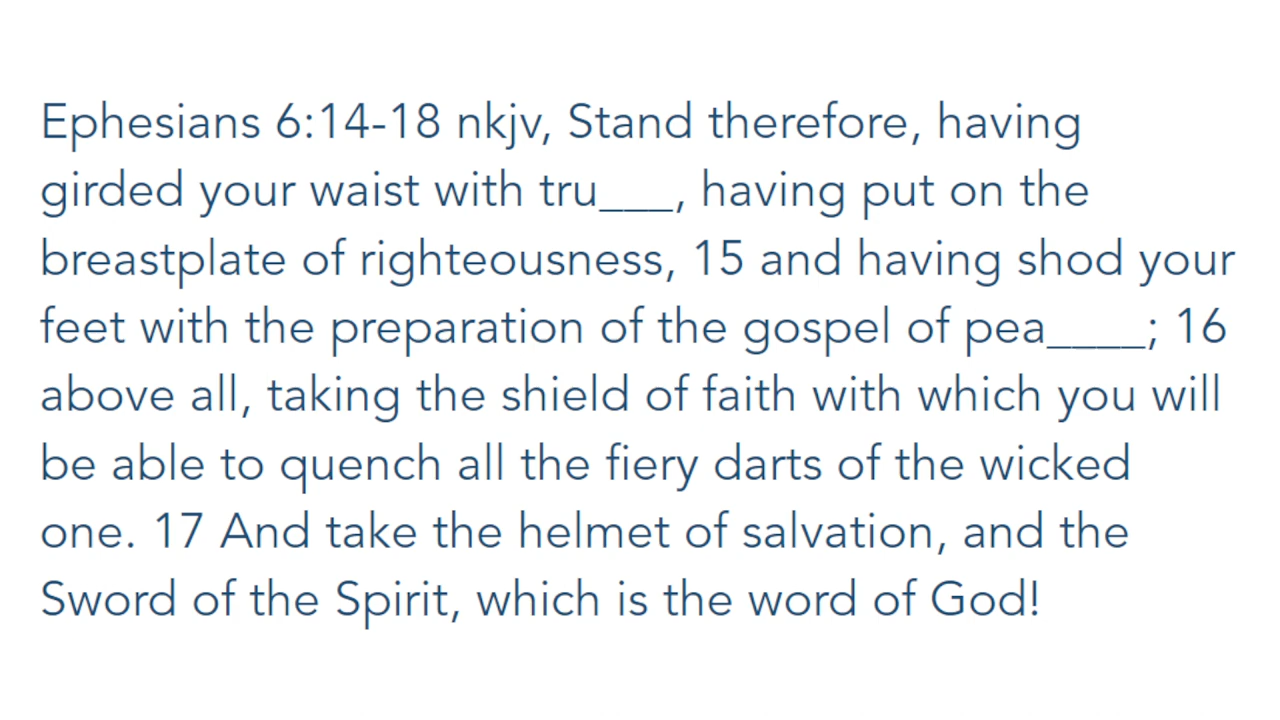 Ephesians 6:14-18 nkjv, Stand therefore, having
girded your waist with tru___, having put on the
breastplate of righteousness, 15 and having shod your
feet with the preparation of the gospel of pea____; 16
above all, taking the shield of faith with which you will
be able to quench all the fiery darts of the wicked
one. 17 And take the helmet of salvation, and the
Sword of the Spirit, which is the word of God!